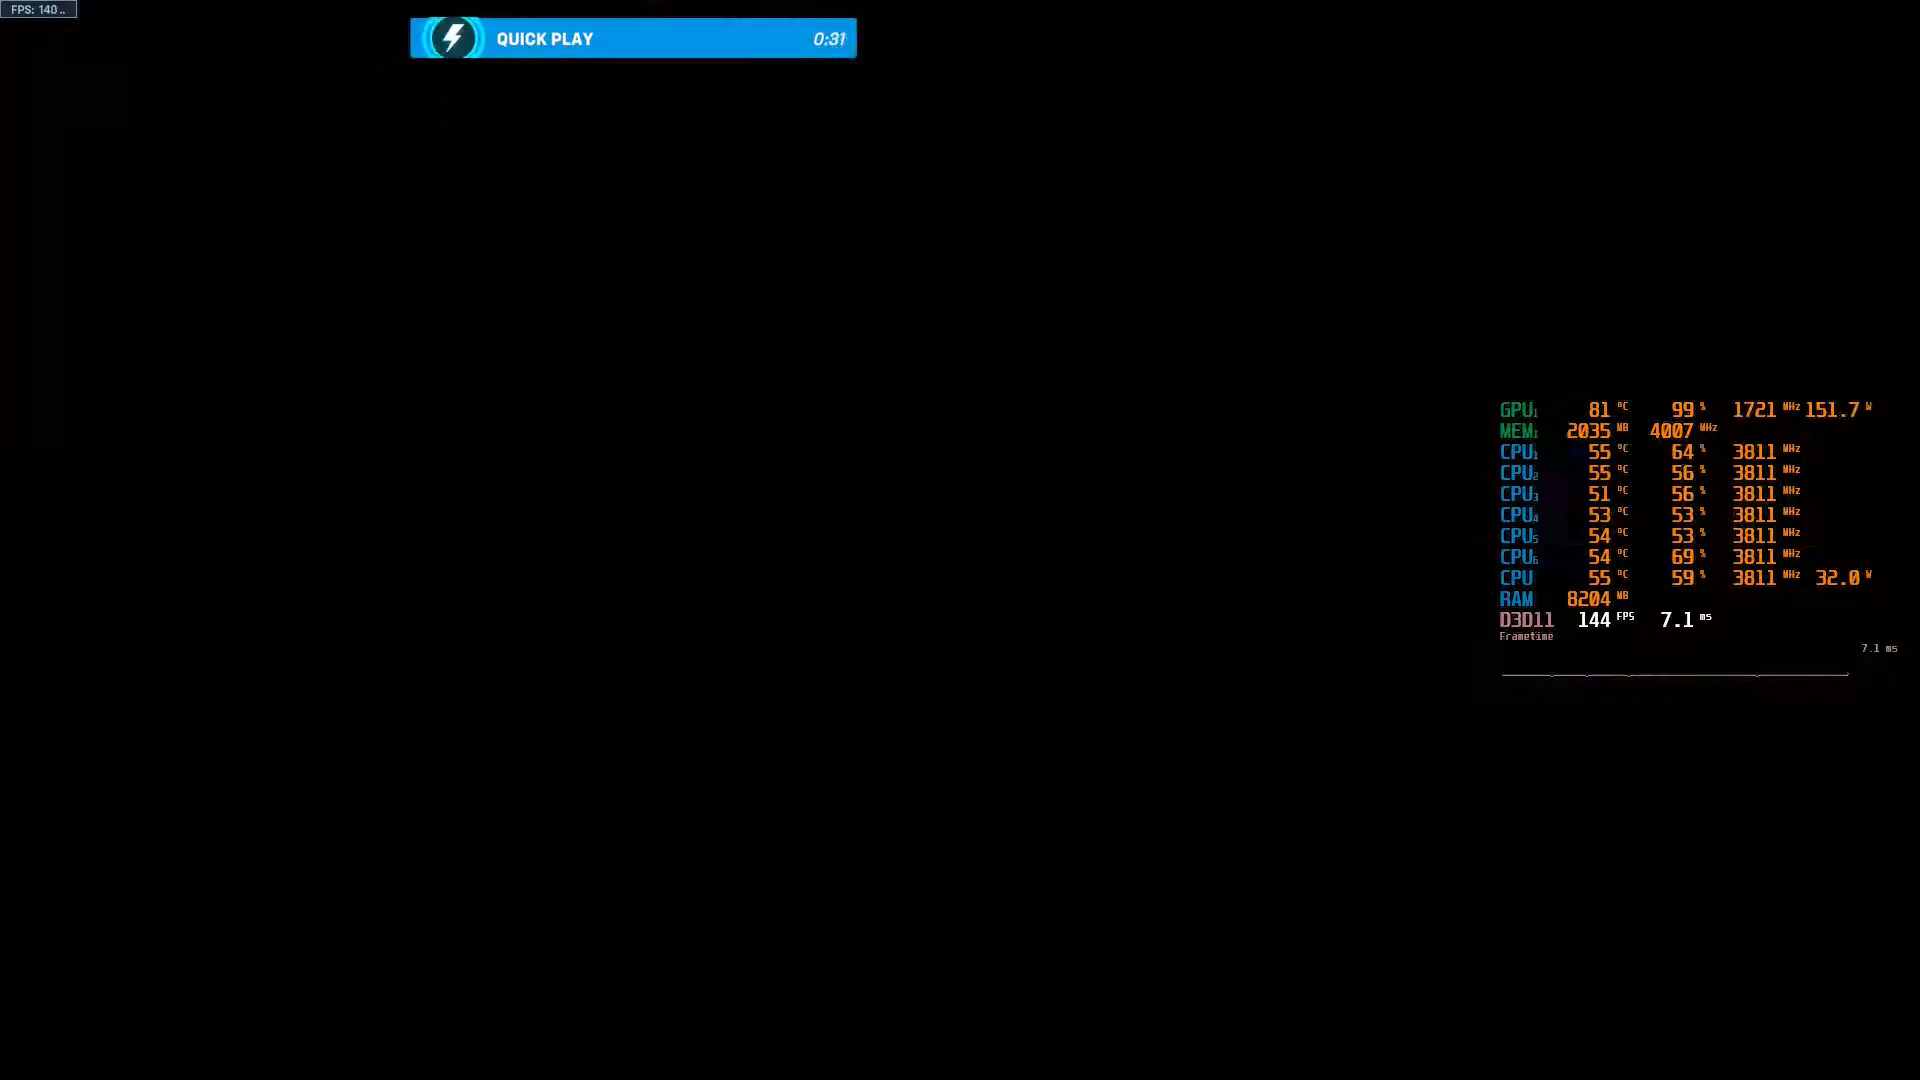 FPS: 140 ..
QUICK PLAY 0:31
GPU1 81 °C 99 % 1721 MHz 151.7 W
MEM1 2035 MB 4007 MHz
CPU1 55 °C 64 % 3811 MHz
CPU2 55 °C 56 % 3811 MHz
CPU3 51 °C 56 % 3811 MHz
CPU4 53 °C 53 % 3811 MHz
CPU5 54 °C 53 % 3811 MHz
CPU6 54 °C 69 % 3811 MHz
CPU 55 °C 59 % 3811 MHz 32.0 W
RAM 8204 MB
D3D11 144 FPS 7.1 ms
Frametime
7.1 ms